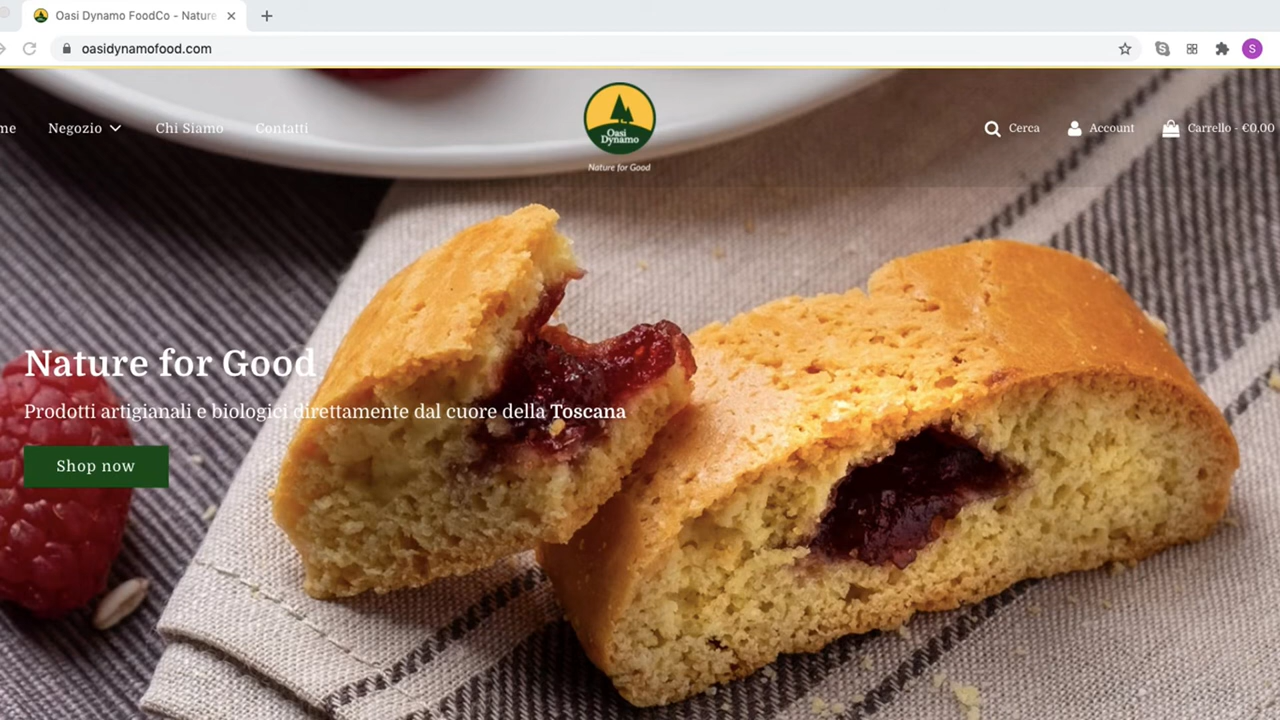 Oasi Dynamo FoodCo - Nature
oasidynamofood.com
S
me
Negozio
Chi Siamo
Contatti
Oasi
Dynamo
Nature for Good
Cerca
Account
Carrello - €0,00
Nature for Good
Prodotti artigianali e biologici direttamente dal cuore della Toscana
Shop now